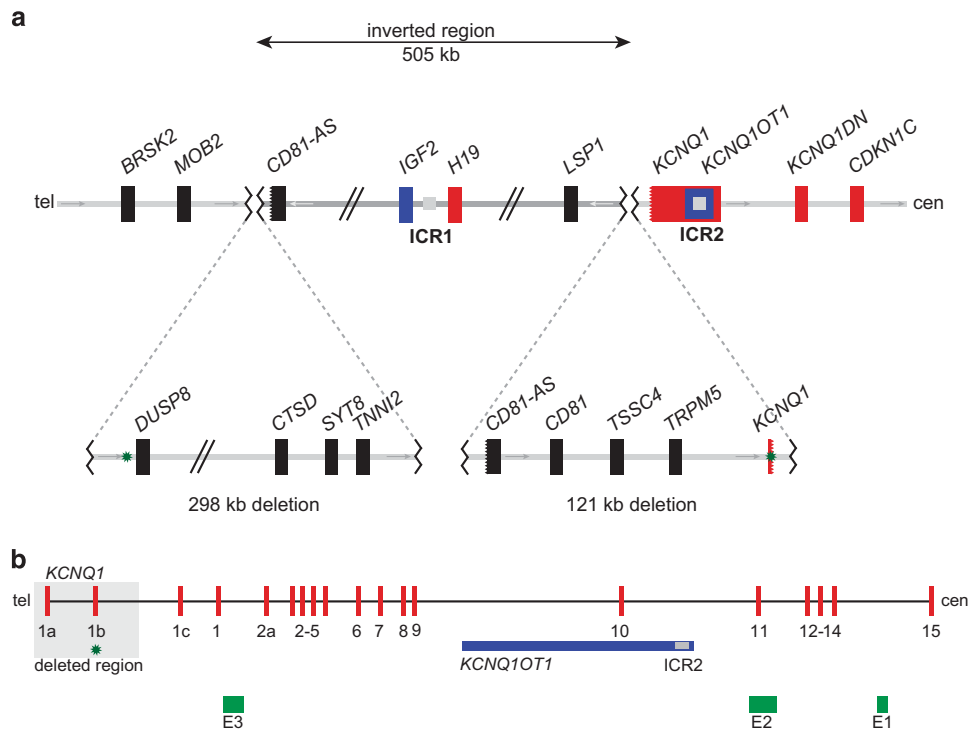 a
inverted region
505 kb
BRSK2 MOB2 CD81-AS IGF2 H19 LSP1 KCNQ1 KCNQ1OT1 KCNQ1DN CDKN1C
tel cen
ICR1 ICR2
DUSP8 CTSD SYT8 TNNI2 CD81-AS CD81 TSSC4 TRPM5 KCNQ1
298 kb deletion 121 kb deletion
b
KCNQ1
tel cen
1a 1b 1c 1 2a 2-5 6 7 8 9 10 11 12-14 15
deleted region KCNQ1OT1 ICR2
E3 E2 E1